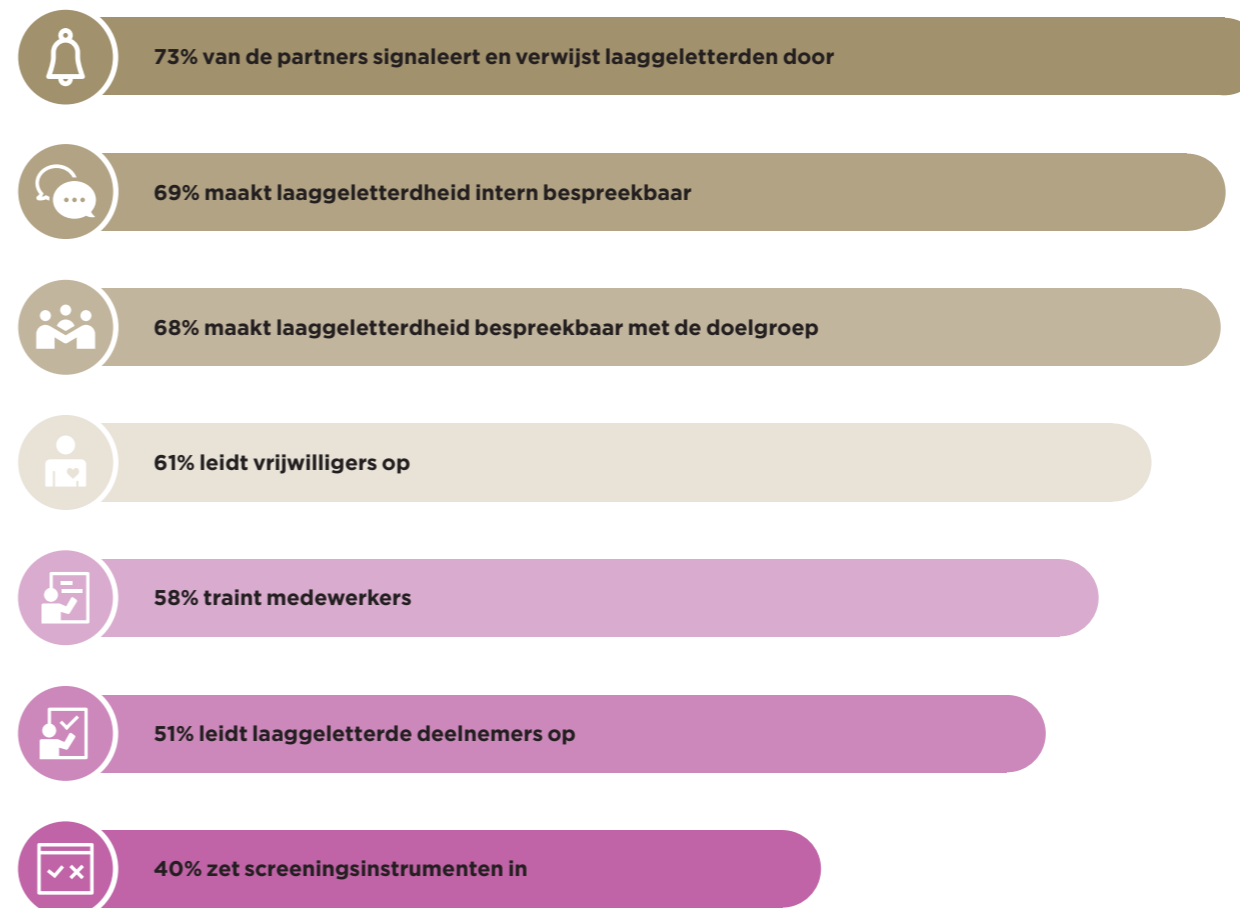 73% van de partners signaleert en verwijst laaggeletterden door
69% maakt laaggeletterdheid intern bespreekbaar
68% maakt laaggeletterdheid bespreekbaar met de doelgroep
61% leidt vrijwilligers op
58% traint medewerkers
51% leidt laaggeletterde deelnemers op
40% zet screeningsinstrumenten in